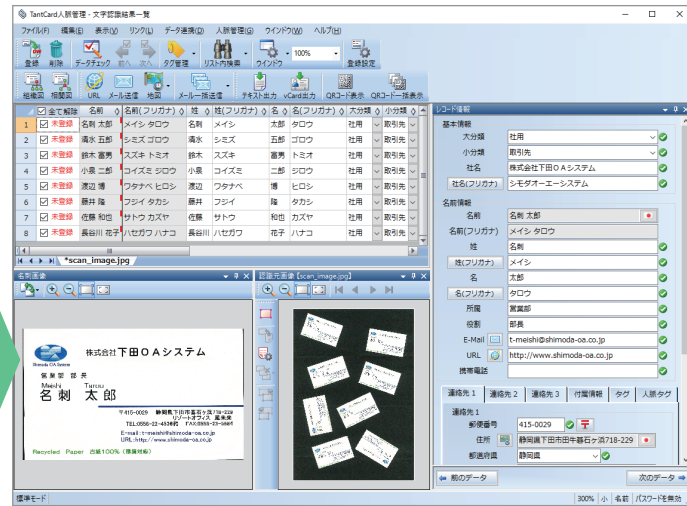 TantCard人脈管理 - 文字認識結果一覧
ファイル(F) 編集(E) 表示(V) リンク(L) データ連携(D) 人脈管理(G) ウインドウ(W) ヘルプ(H)
登録 削除 データチェック 前へ 次へ タグ管理 リスト内検索 ウインドウ 100% 登録設定
組織図 相関図 URL メール送信 地図 メール一括送信 テキスト出力 vCard出力 QRコード表示 QRコード一括表示
全て解除 名前 名前(フリガナ) 姓 姓(フリガナ) 名 名(フリガナ) 大分類 小分類
1 未登録 名刺 太郎 メイシ タロウ 名刺 メイシ 太郎 タロウ 社用 取引先
2 未登録 清水 五郎 シミズ ゴロウ 清水 シミズ 五郎 ゴロウ 社用 取引先
3 未登録 鈴木 富男 スズキ トミオ 鈴木 スズキ 富男 トミオ 社用 取引先
4 未登録 小泉 二郎 コイズミ ジロウ 小泉 コイズミ 二郎 ジロウ 社用 取引先
5 未登録 渡辺 博 ワタナベ ヒロシ 渡辺 ワタナベ 博 ヒロシ 社用 取引先
6 未登録 藤井 隆 フジイ タカシ 藤井 フジイ 隆 タカシ 社用 取引先
7 未登録 佐藤 和也 サトウ カズヤ 佐藤 サトウ 和也 カズヤ 社用 取引先
8 未登録 長谷川 花子 ハセガワ ハナコ 長谷川 ハセガワ 花子 ハナコ 社用 取引先
*scan_image.jpg
名刺画像
Shimoda OA System
株式会社 下田OAシステム
営業部 部長
Meishi Tarou
名刺 太郎
〒415-0029 静岡県下田市墓石ヶ浜718-229
リゾートオフィス 風未来
TEL:0558-22-4536㈹ FAX:0558-23-5684
E-mail:t-meishi@shimoda-oa.co.jp
URL:http://www.shimoda-oa.co.jp
Recycled Paper 古紙100%
認識元画像【scan_image.jpg】
レコード情報
基本情報
大分類 社用
小分類 取引先
社名 株式会社下田OAシステム
社名(フリガナ) シモダオーエーシステム
名前情報
名前 名刺 太郎
名前(フリガナ) メイシ タロウ
姓 名刺
姓(フリガナ) メイシ
名 太郎
名(フリガナ) タロウ
所属 営業部
役割 部長
E-Mail t-meishi@shimoda-oa.co.jp
URL http://www.shimoda-oa.co.jp
携帯電話
連絡先 1 連絡先 2 連絡先 3 付属情報 タグ 人脈タグ
連絡先 1
郵便番号 415-0029
住所 静岡県下田市田牛墓石ヶ浜718-229
都道府県 静岡県
前のデータ 次のデータ
標準モード 300% 小 名前 パスワードを無効